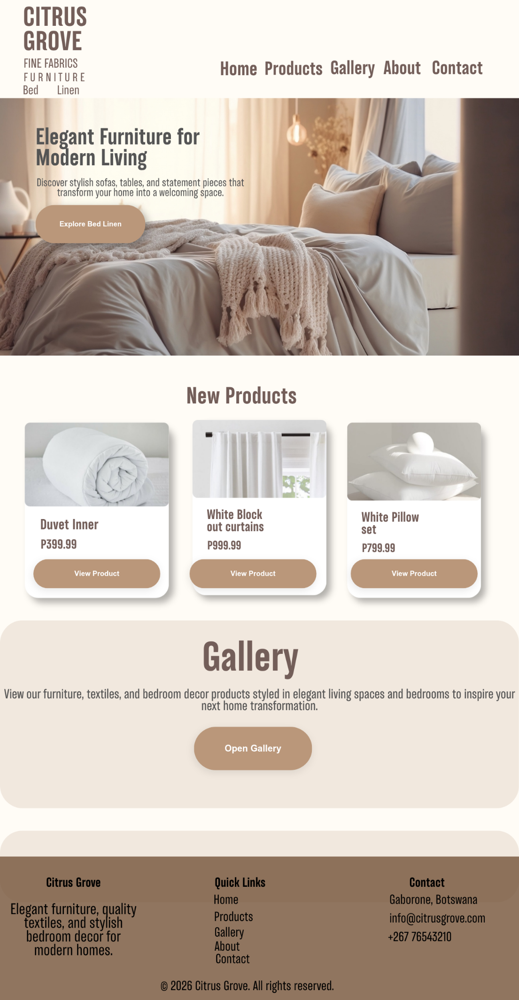 CITRUS
GROVE
FINE FABRICS
FURNITURE
Bed Linen
Home Products Gallery About Contact
Elegant Furniture for
Modern Living
Discover stylish sofas, tables, and statement pieces that
transform your home into a welcoming space.
Explore Bed Linen
New Products
Duvet Inner
P399.99
View Product
White Block
out curtains
P999.99
View Product
White Pillow
set
P799.99
View Product
Gallery
View our furniture, textiles, and bedroom decor products styled in elegant living spaces and bedrooms to inspire your
next home transformation.
Open Gallery
Citrus Grove
Elegant furniture, quality
textiles, and stylish
bedroom decor for
modern homes.
Quick Links
Home
Products
Gallery
About
Contact
Contact
Gaborone, Botswana
info@citrusgrove.com
+267 76543210
© 2026 Citrus Grove. All rights reserved.